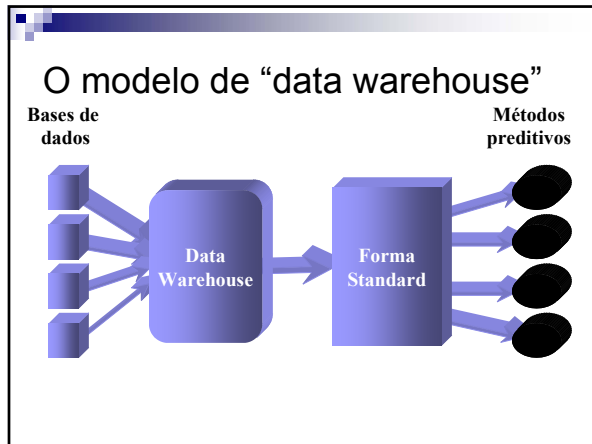 O modelo de “data warehouse”
Bases de
dados
Métodos
preditivos
Data
Warehouse
Forma
Standard